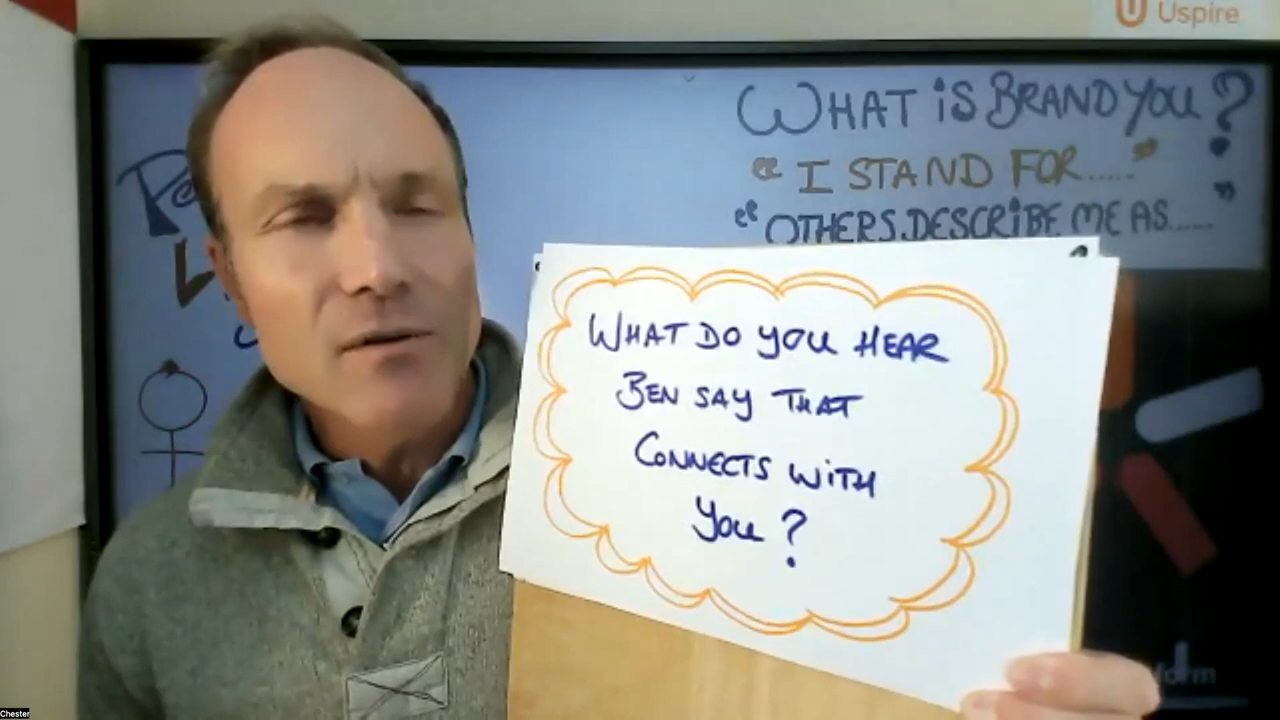 Uspire
WHAT iS BRAND YOU?
" I STAND FOR....."
" OTHERS DESCRiBE ME AS......"
WHAT DO YOU HEAR
BEN SAY THAT
CONNECTS WiTH
YOU?
Chester